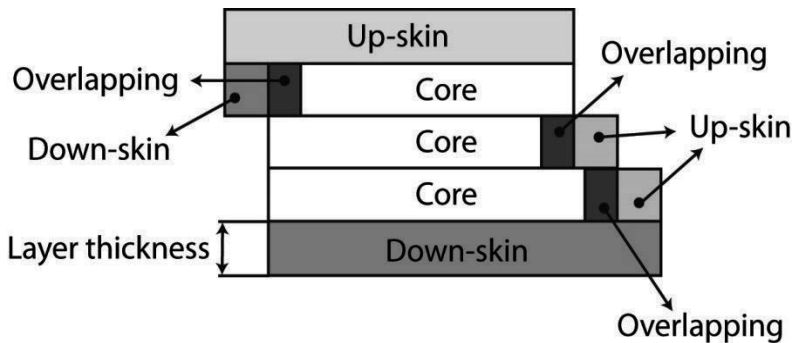 Up-skin
Overlapping
Core
Overlapping
Down-skin
Core
Up-skin
Core
Layer thickness
Down-skin
Overlapping